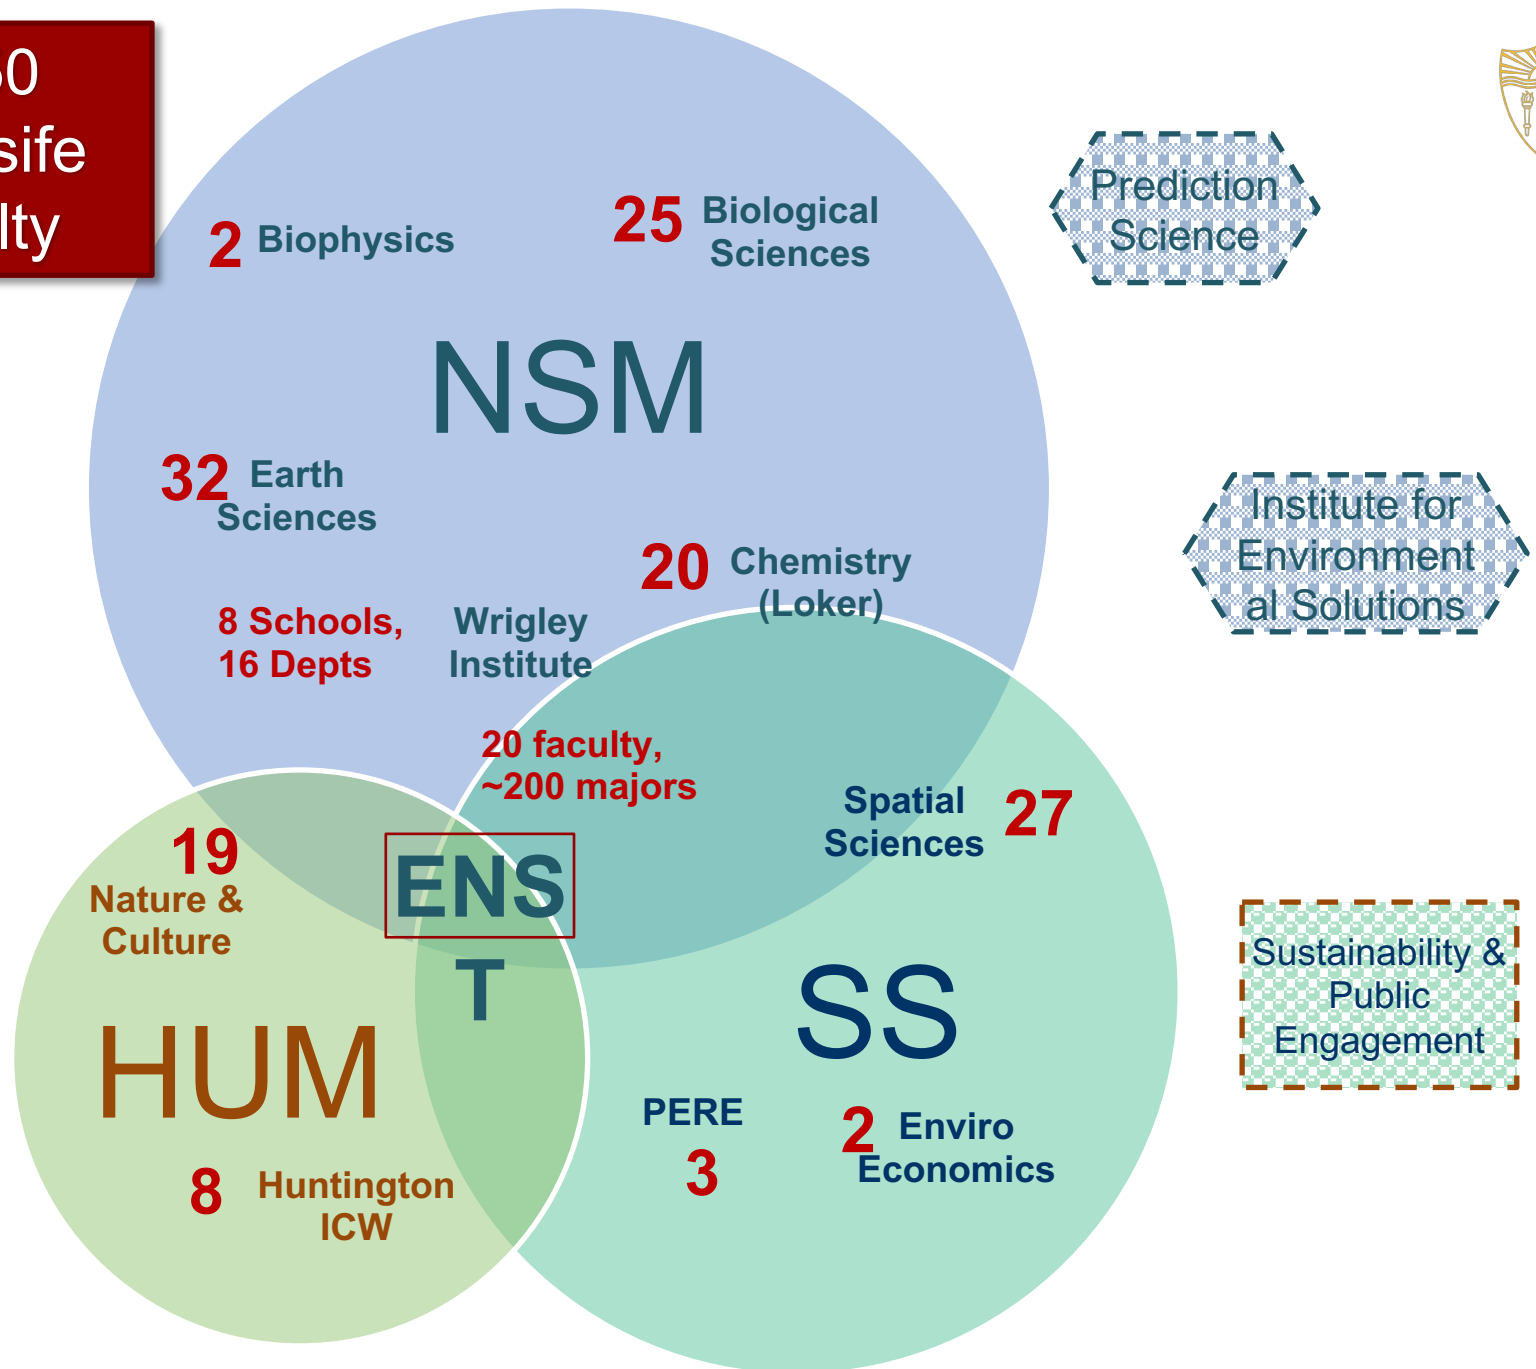 sife
lty
2 Biophysics
25 Biological
Sciences
NSM
32 Earth
Sciences
20 Chemistry
(Loker)
8 Schools,
16 Depts
Wrigley
Institute
20 faculty,
~200 majors
Spatial
Sciences
27
19
Nature &
Culture
ENS
T
HUM
SS
PERE
3
2 Enviro
Economics
8 Huntington
ICW
Prediction
Science
Institute for
Environment
al Solutions
Sustainability &
Public
Engagement